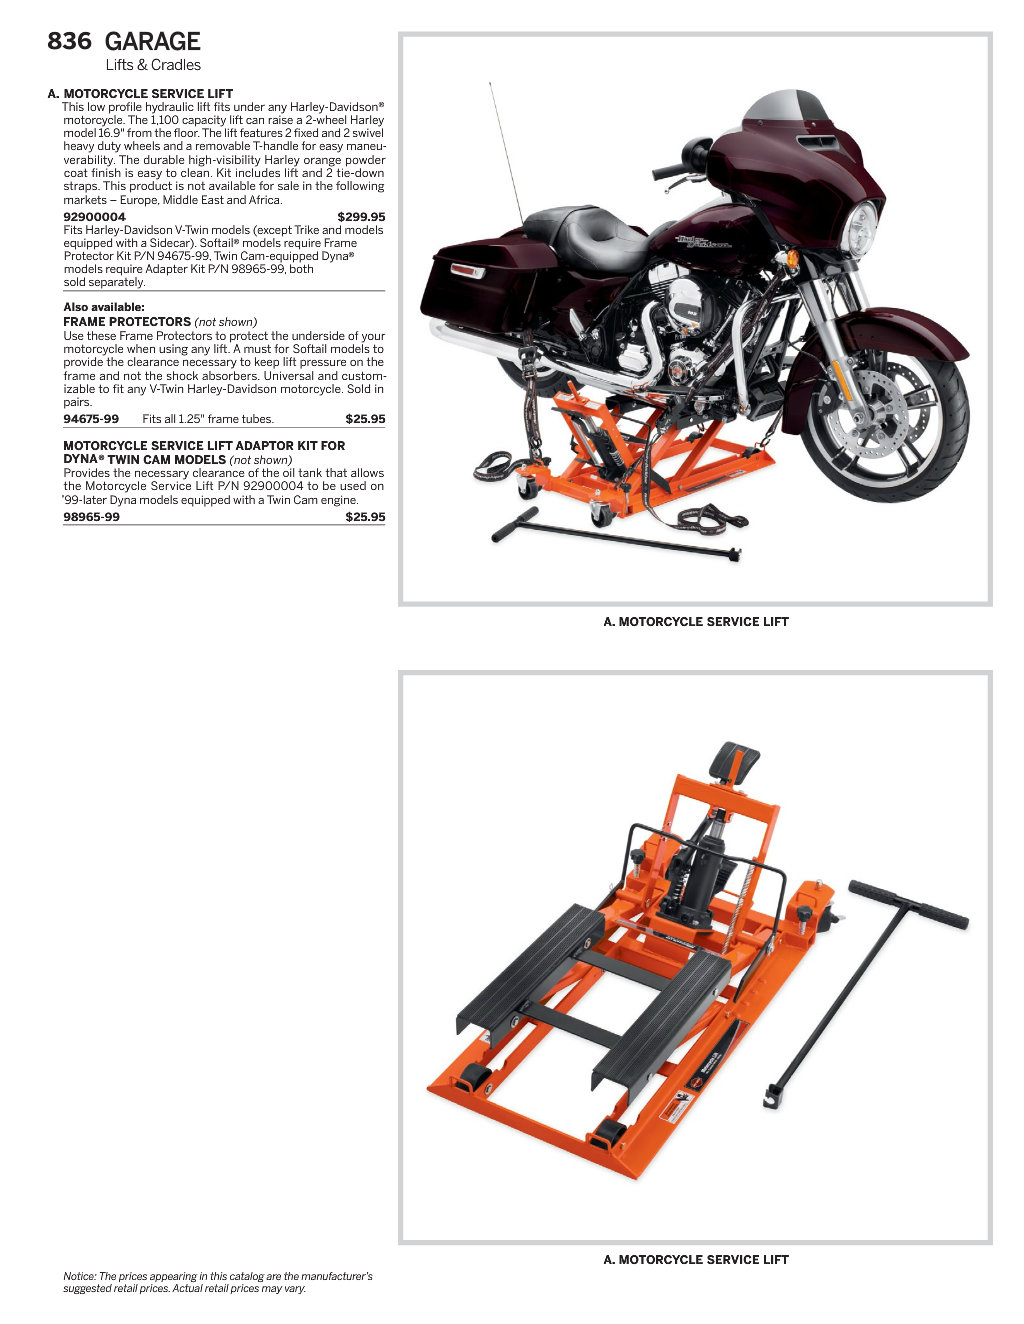 836 GARAGE
Lifts & Cradles
A. MOTORCYCLE SERVICE LIFT
This low profile hydraulic lift fits under any Harley-Davidson®
motorcycle. The 1,100 capacity lift can raise a 2-wheel Harley
model 16.9" from the floor. The lift features 2 fixed and 2 swivel
heavy duty wheels and a removable T-handle for easy maneu-
verability. The durable high-visibility Harley orange powder
coat finish is easy to clean. Kit includes lift and 2 tie-down
straps. This product is not available for sale in the following
markets – Europe, Middle East and Africa.
92900004 $299.95
Fits Harley-Davidson V-Twin models (except Trike and models
equipped with a Sidecar). Softail® models require Frame
Protector Kit P/N 94675-99, Twin Cam-equipped Dyna®
models require Adapter Kit P/N 98965-99, both
sold separately.
Also available:
FRAME PROTECTORS (not shown)
Use these Frame Protectors to protect the underside of your
motorcycle when using any lift. A must for Softail models to
provide the clearance necessary to keep lift pressure on the
frame and not the shock absorbers. Universal and custom-
izable to fit any V-Twin Harley-Davidson motorcycle. Sold in
pairs.
94675-99 Fits all 1.25" frame tubes. $25.95
MOTORCYCLE SERVICE LIFT ADAPTOR KIT FOR
DYNA® TWIN CAM MODELS (not shown)
Provides the necessary clearance of the oil tank that allows
the Motorcycle Service Lift P/N 92900004 to be used on
'99-later Dyna models equipped with a Twin Cam engine.
98965-99 $25.95
Harley-
Davidson
A. MOTORCYCLE SERVICE LIFT
Motorcycle Lift
A. MOTORCYCLE SERVICE LIFT
Notice: The prices appearing in this catalog are the manufacturer's
suggested retail prices. Actual retail prices may vary.